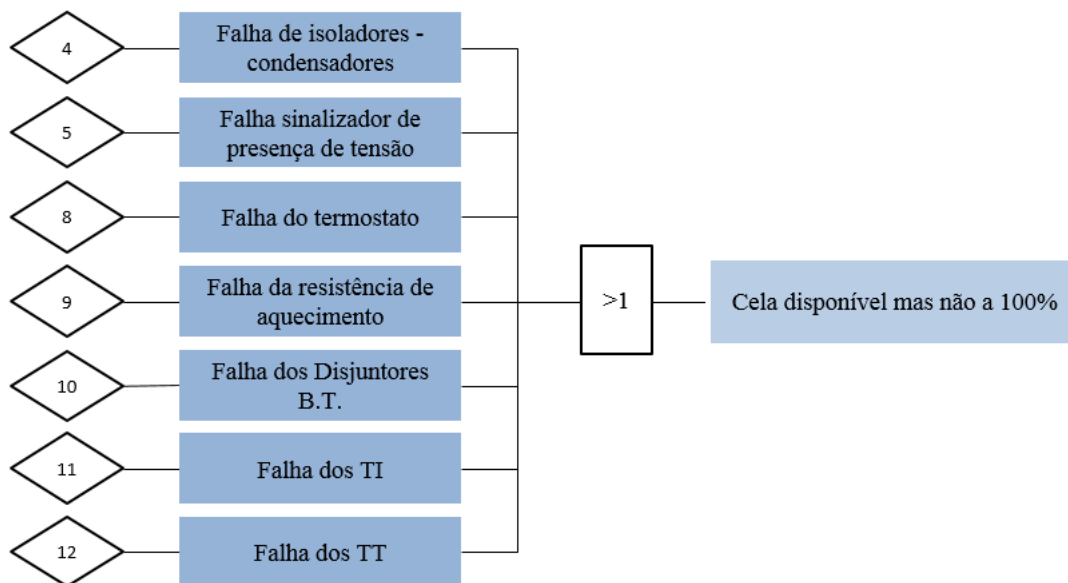 4
Falha de isoladores -
condensadores
5
Falha sinalizador de
presença de tensão
8
Falha do termostato
9
Falha da resistência de
aquecimento
10
Falha dos Disjuntores
B.T.
11
Falha dos TI
12
Falha dos TT
>1
Cela disponível mas não a 100%